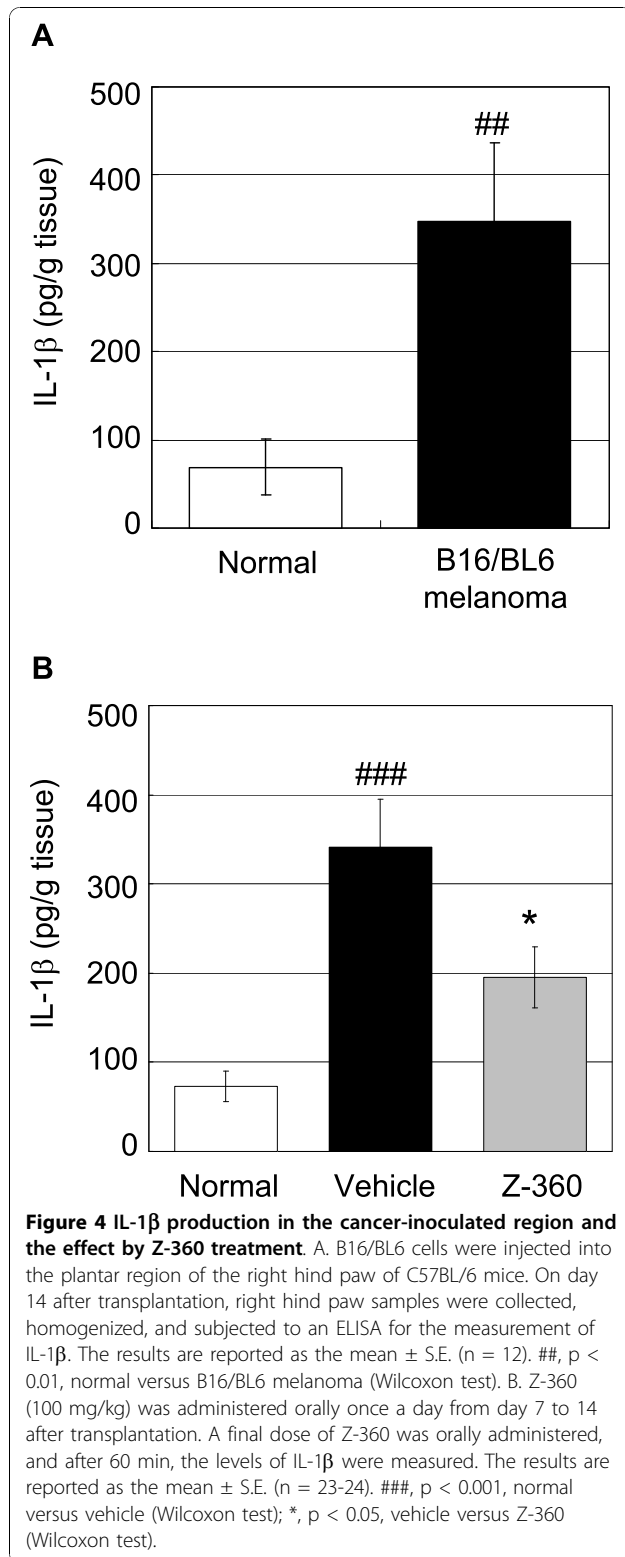 A
500
400
300
200
100
0
IL-1β (pg/g tissue)
##
Normal
B16/BL6
melanoma
B
500
400
300
200
100
0
IL-1β (pg/g tissue)
###
*
Normal
Vehicle
Z-360
Figure 4 IL-1β production in the cancer-inoculated region and
the effect by Z-360 treatment. A. B16/BL6 cells were injected into
the plantar region of the right hind paw of C57BL/6 mice. On day
14 after transplantation, right hind paw samples were collected,
homogenized, and subjected to an ELISA for the measurement of
IL-1β. The results are reported as the mean ± S.E. (n = 12). ##, p <
0.01, normal versus B16/BL6 melanoma (Wilcoxon test). B. Z-360
(100 mg/kg) was administered orally once a day from day 7 to 14
after transplantation. A final dose of Z-360 was orally administered,
and after 60 min, the levels of IL-1β were measured. The results are
reported as the mean ± S.E. (n = 23-24). ###, p < 0.001, normal
versus vehicle (Wilcoxon test); *, p < 0.05, vehicle versus Z-360
(Wilcoxon test).